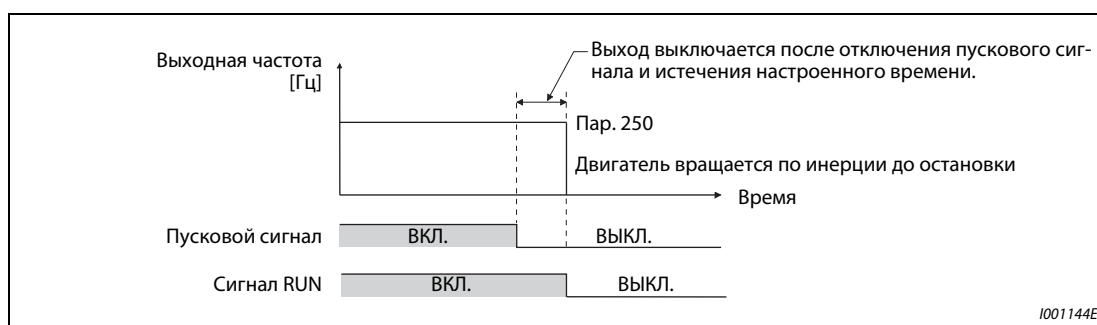 Выходная частота
[Гц]
Выход выключается после отключения пускового сиг-
нала и истечения настроенного времени.
Пар. 250
Двигатель вращается по инерции до остановки
Время
Пусковой сигнал ВКЛ. ВЫКЛ.
Сигнал RUN ВКЛ. ВЫКЛ.
I001144E